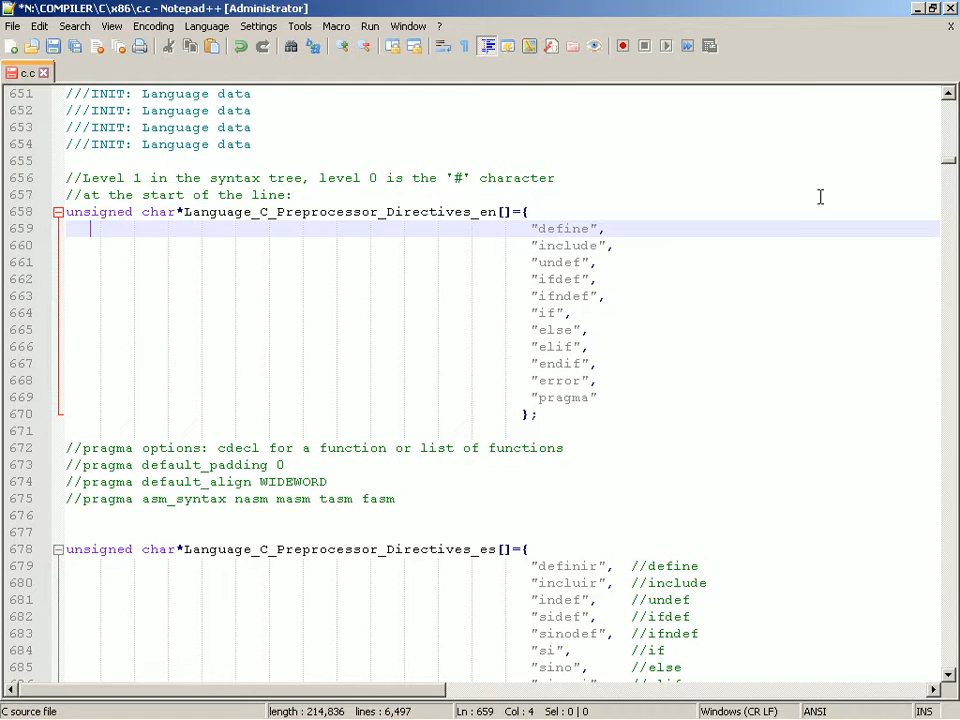 *N:\COMPILER\C\x86\c.c - Notepad++ [Administrator]
File Edit Search View Encoding Language Settings Tools Macro Run Window ? X
c.c
651 ///INIT: Language data
652 ///INIT: Language data
653 ///INIT: Language data
654 ///INIT: Language data
655
656 //Level 1 in the syntax tree, level 0 is the '#' character
657 //at the start of the line:
658 unsigned char*Language_C_Preprocessor_Directives_en[]={
659 "define",
660 "include",
661 "undef",
662 "ifdef",
663 "ifndef",
664 "if",
665 "else",
666 "elif",
667 "endif",
668 "error",
669 "pragma"
670 };
671
672 //pragma options: cdecl for a function or list of functions
673 //pragma default_padding 0
674 //pragma default_align WIDEWORD
675 //pragma asm_syntax nasm masm tasm fasm
676
677
678 unsigned char*Language_C_Preprocessor_Directives_es[]={
679 "definir", //define
680 "incluir", //include
681 "indef", //undef
682 "sidef", //ifdef
683 "sinodef", //ifndef
684 "si", //if
685 "sino", //else
C source file length : 214,836 lines : 6,497 Ln : 659 Col : 4 Sel : 0 | 0 Windows (CR LF) ANSI INS